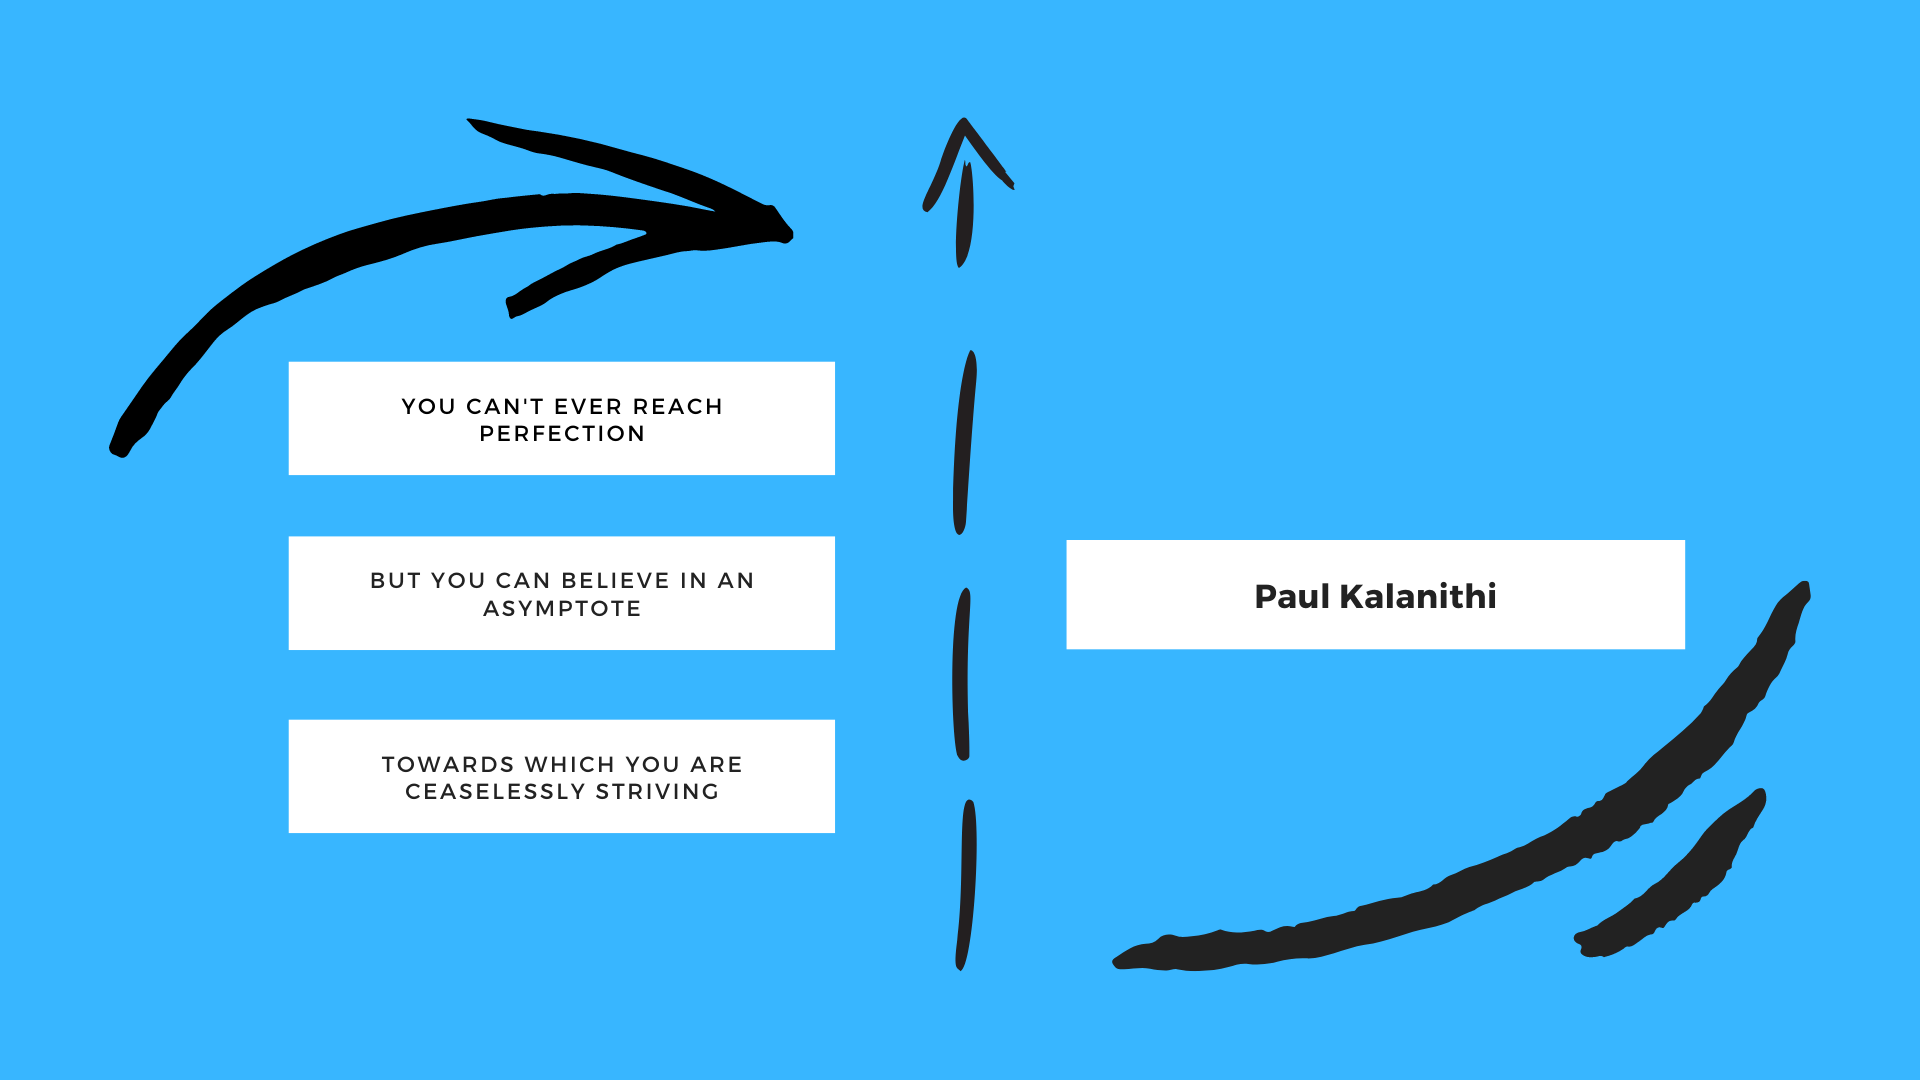 YOU CAN'T EVER REACH
PERFECTION
BUT YOU CAN BELIEVE IN AN
ASYMPTOTE
TOWARDS WHICH YOU ARE
CEASELESSLY STRIVING
Paul Kalanithi